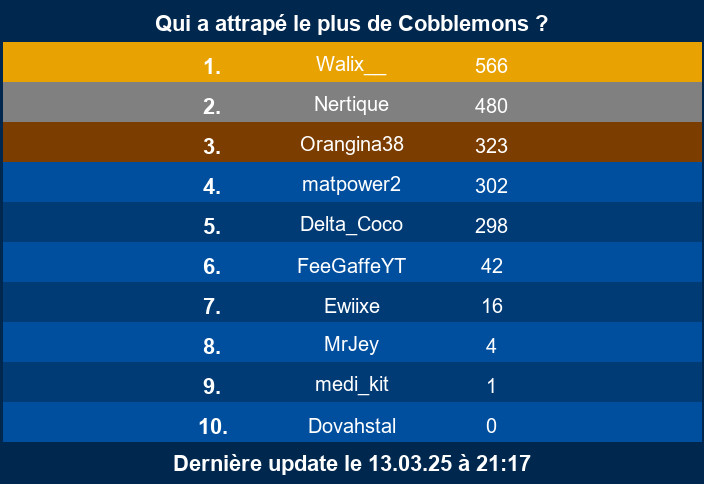 Qui a attrapé le plus de Cobblemons ?
1. Walix__ 566
2. Nertique 480
3. Orangina38 323
4. matpower2 302
5. Delta_Coco 298
6. FeeGaffeYT 42
7. Ewiixe 16
8. MrJey 4
9. medi_kit 1
10. Dovahstal 0
Dernière update le 13.03.25 à 21:17